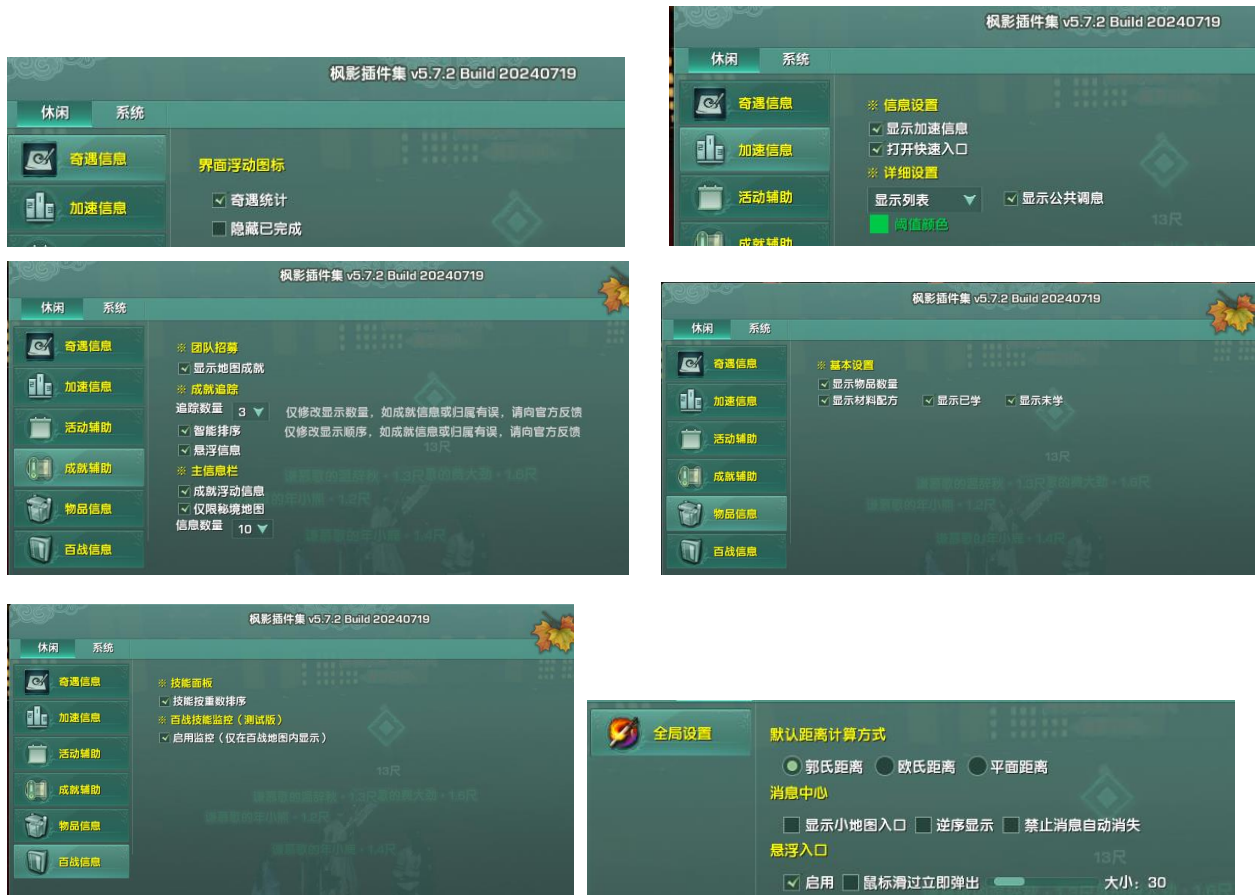 枫影插件集 v5.7.2 Build 20240719
休闲 系统
奇遇信息
加速信息
界面浮动图标
奇遇统计
隐藏已完成
枫影插件集 v5.7.2 Build 20240719
休闲 系统
奇遇信息
加速信息
活动辅助
成就辅助
※ 信息设置
显示加速信息
打开快速入口
※ 详细设置
显示列表 显示公共调息
阈值颜色
13尺
枫影插件集 v5.7.2 Build 20240719
休闲 系统
奇遇信息
加速信息
活动辅助
成就辅助
物品信息
百战信息
※ 团队招募
显示地图成就
※ 成就追踪
追踪数量 3 仅修改显示数量，如成就信息或归属有误，请向官方反馈
智能排序 仅修改显示顺序，如成就信息或归属有误，请向官方反馈
悬浮信息
13尺
※ 主信息栏
成就浮动信息
仅限秘境地图
信息数量 10
枫影插件集 v5.7.2 Build 20240719
休闲 系统
奇遇信息
加速信息
活动辅助
成就辅助
物品信息
百战信息
※ 基本设置
显示物品数量
显示材料配方 显示已学 显示未学
13尺
枫影插件集 v5.7.2 Build 20240719
休闲 系统
奇遇信息
加速信息
活动辅助
成就辅助
物品信息
百战信息
※ 技能面板
技能按重数排序
※ 百战技能监控（测试版）
启用监控（仅在百战地图内显示）
13尺
全局设置
默认距离计算方式
郭氏距离 欧氏距离 平面距离
消息中心
显示小地图入口 逆序显示 禁止消息自动消失
悬浮入口
13尺
启用 鼠标滑过立即弹出 大小：30